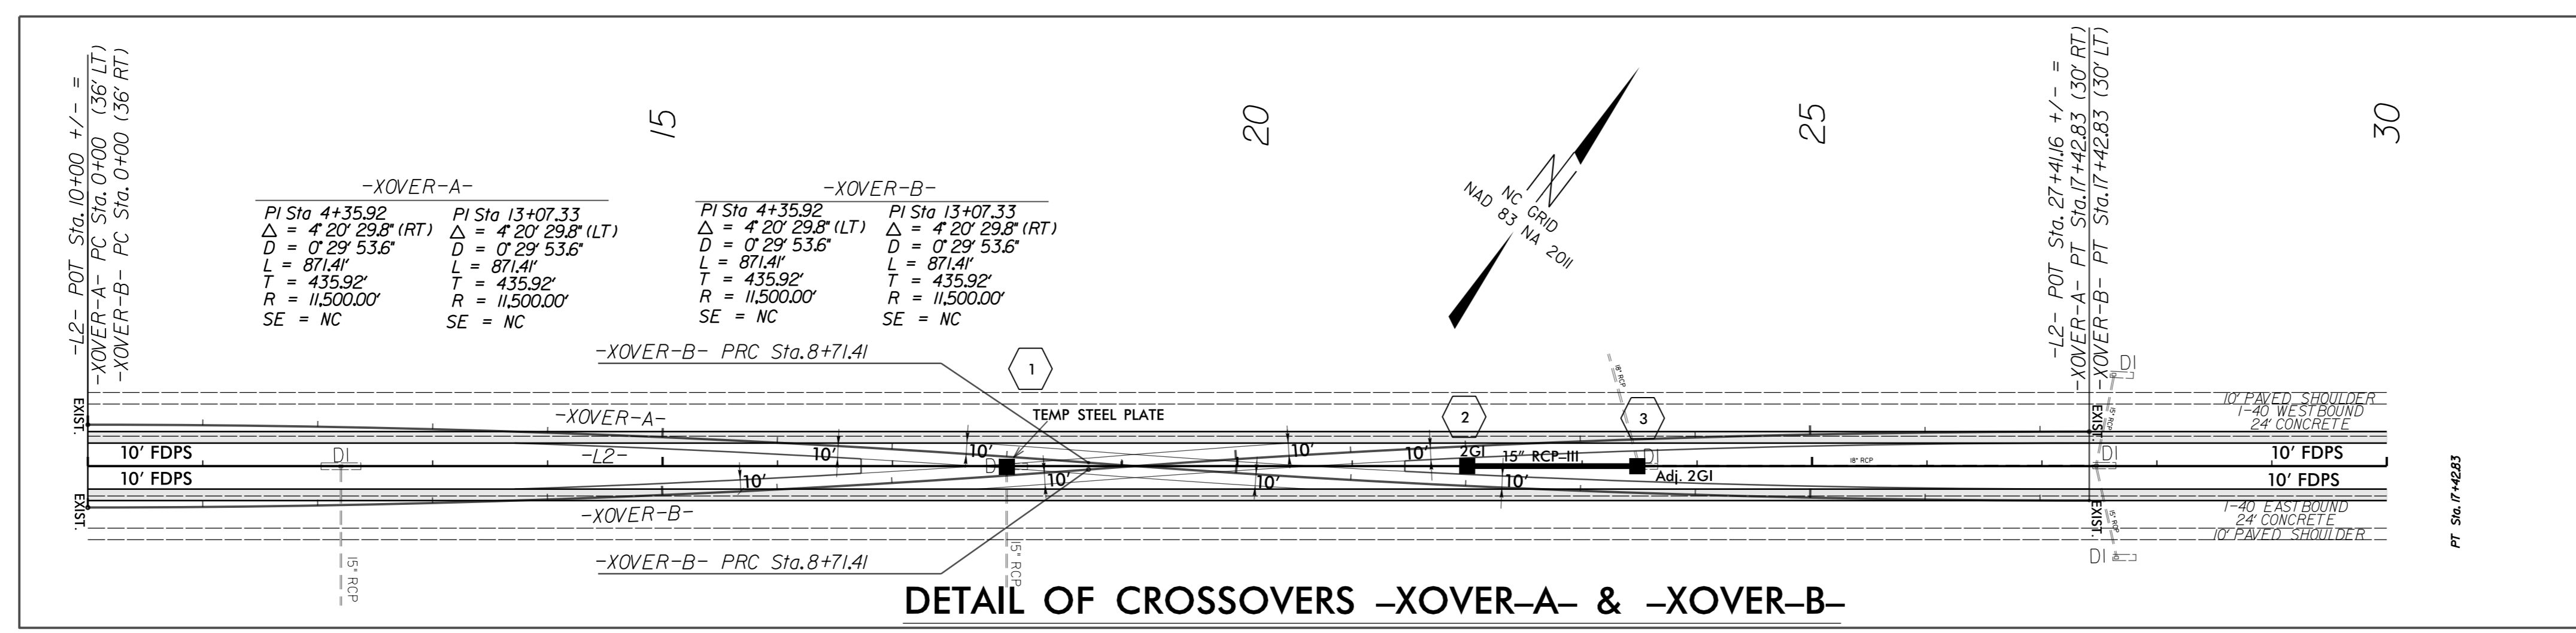 -L2- POT Sta. 10+00 +/- =
-XOVER-A- PC Sta. 0+00 (36' LT)
-XOVER-B- PC Sta. 0+00 (36' RT)
15
20
25
30
-L2- POT Sta. 27+41.16 +/- =
-XOVER-A- PT Sta. 17+42.83 (30' RT)
-XOVER-B- PT Sta. 17+42.83 (30' LT)
-XOVER-A-
PI Sta 4+35.92
△ = 4° 20' 29.8" (RT)
D = 0° 29' 53.6"
L = 871.41'
T = 435.92'
R = 11,500.00'
SE = NC
PI Sta 13+07.33
△ = 4° 20' 29.8" (LT)
D = 0° 29' 53.6"
L = 871.41'
T = 435.92'
R = 11,500.00'
SE = NC
-XOVER-B-
PI Sta 4+35.92
△ = 4° 20' 29.8" (LT)
D = 0° 29' 53.6"
L = 871.41'
T = 435.92'
R = 11,500.00'
SE = NC
PI Sta 13+07.33
△ = 4° 20' 29.8" (RT)
D = 0° 29' 53.6"
L = 871.41'
T = 435.92'
R = 11,500.00'
SE = NC
N
NC GRID
NAD 83 NA 2011
-XOVER-B- PRC Sta. 8+71.41
1
2
3
18" RCP
DI
15" RCP
EXIST.
-XOVER-A-
TEMP STEEL PLATE
EXIST.
10' PAVED SHOULDER
I-40 WESTBOUND
24' CONCRETE
10' FDPS
DI
-L2-
10'
10'
D
10'
10'
2GI
15" RCP-III
DI
18" RCP
DI
10' FDPS
10' FDPS
10'
10'
10'
10'
Adj. 2GI
10' FDPS
EXIST.
-XOVER-B-
EXIST.
15" RCP
I-40 EASTBOUND
24' CONCRETE
10' PAVED SHOULDER
DI
15" RCP
-XOVER-B- PRC Sta. 8+71.41
15" RCP
PT Sta. 17+42.83
DETAIL OF CROSSOVERS -XOVER-A- & -XOVER-B-